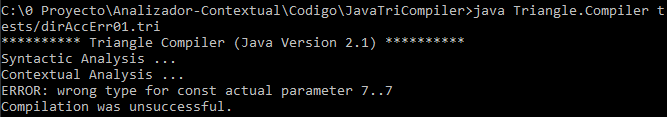 C:\0 Proyecto\Analizador-Contextual\Codigo\JavaTriCompiler>java Triangle.Compiler t
ests/dirAccErr01.tri
********** Triangle Compiler (Java Version 2.1) **********
Syntactic Analysis ...
Contextual Analysis ...
ERROR: wrong type for const actual parameter 7..7
Compilation was unsuccessful.